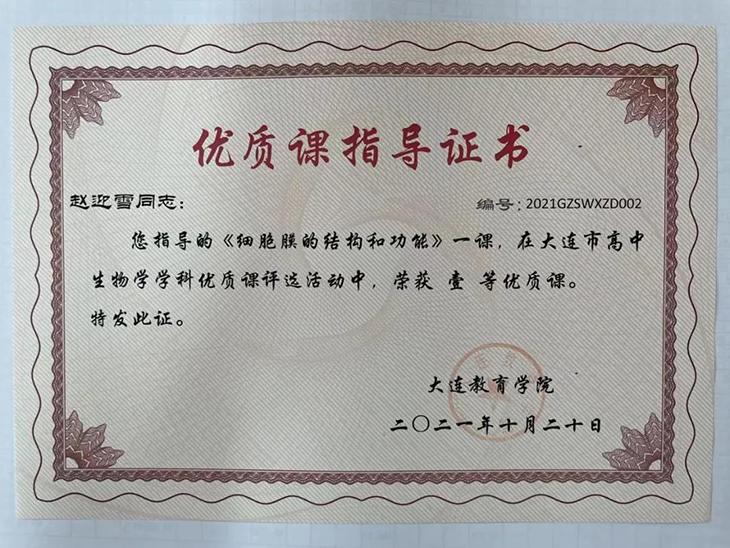 优质课指导证书
赵迎雪同志：
编号：2021GZSWXZD002
您指导的《细胞膜的结构和功能》一课，在大连市高中
生物学学科优质课评选活动中，荣获 壹 等优质课。
特发此证。
大连教育学院
二〇二一年十月二十日